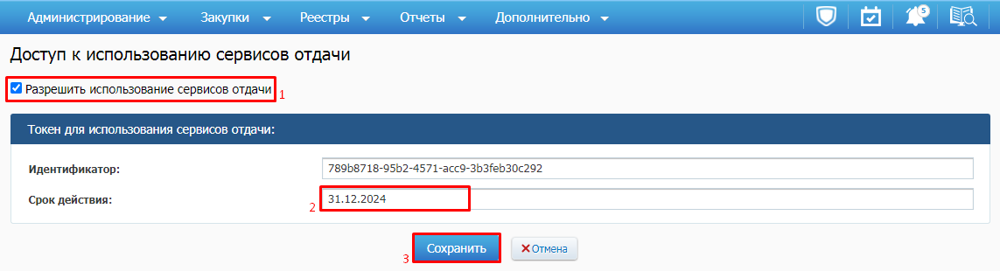 Администрирование Закупки Реестры Отчеты Дополнительно 5
Доступ к использованию сервисов отдачи
Разрешить использование сервисов отдачи 1
Токен для использования сервисов отдачи:
Идентификатор: 789b8718-95b2-4571-acc9-3b3feb30c292
Срок действия: 2 31.12.2024
3 Сохранить Отмена